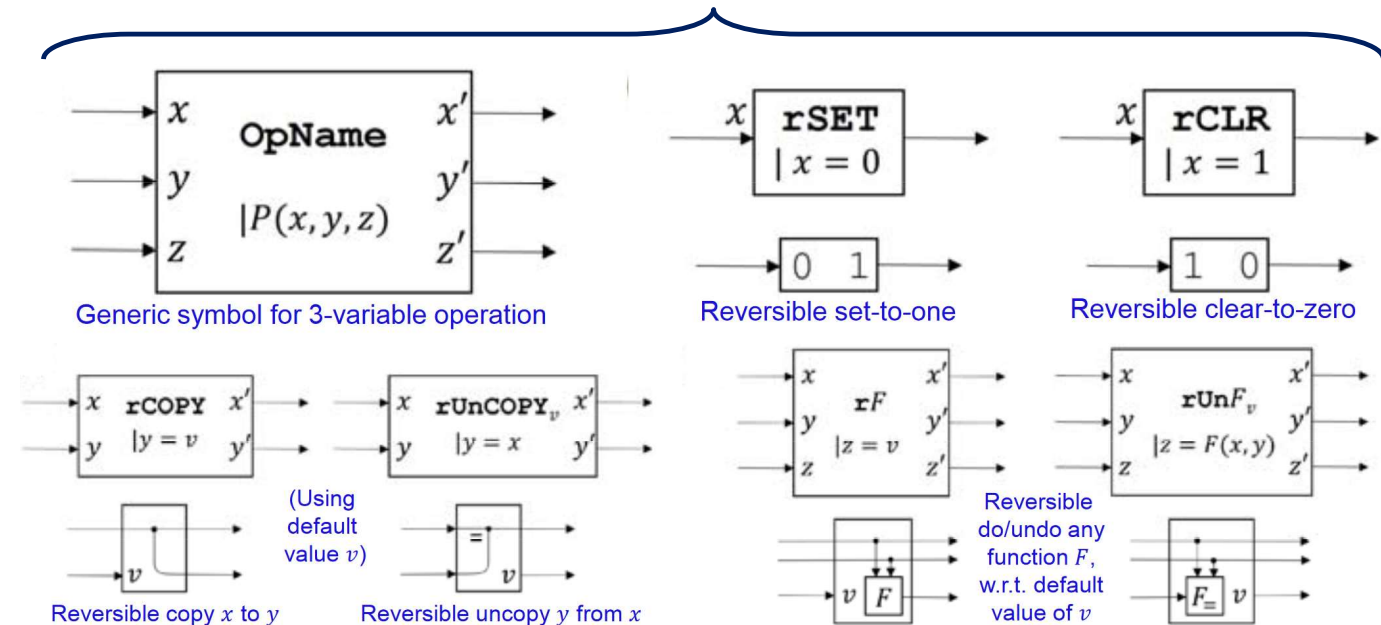 x
OpName
|P(x, y, z)
y
z
x′
y′
z′
Generic symbol for 3-variable operation
x
rSET
| x = 0
0 1
Reversible set-to-one
x
rCLR
| x = 1
1 0
Reversible clear-to-zero
x rCOPY x′
y |y = v y′
x rUnCOPYᵥ x′
y |y = x y′
v
(Using
default
value v)
=
v
Reversible copy x to y
Reversible uncopy y from x
x x′
rF
y y′
|z = v
z z′
x x′
rUnFᵥ
y y′
|z = F(x, y)
z z′
v F
Reversible
do/undo any
function F,
w.r.t. default
value of v
F= v